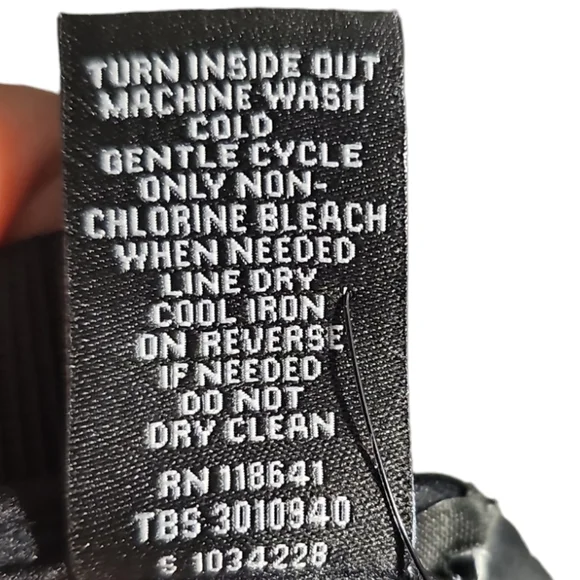 TURN INSIDE OUT
MACHINE WASH
COLD
GENTLE CYCLE
ONLY NON-
CHLORINE BLEACH
WHEN NEEDED
LINE DRY
COOL IRON
ON REVERSE
IF NEEDED
DO NOT
DRY CLEAN
RN 118641
TBS 3010940
S 1034228